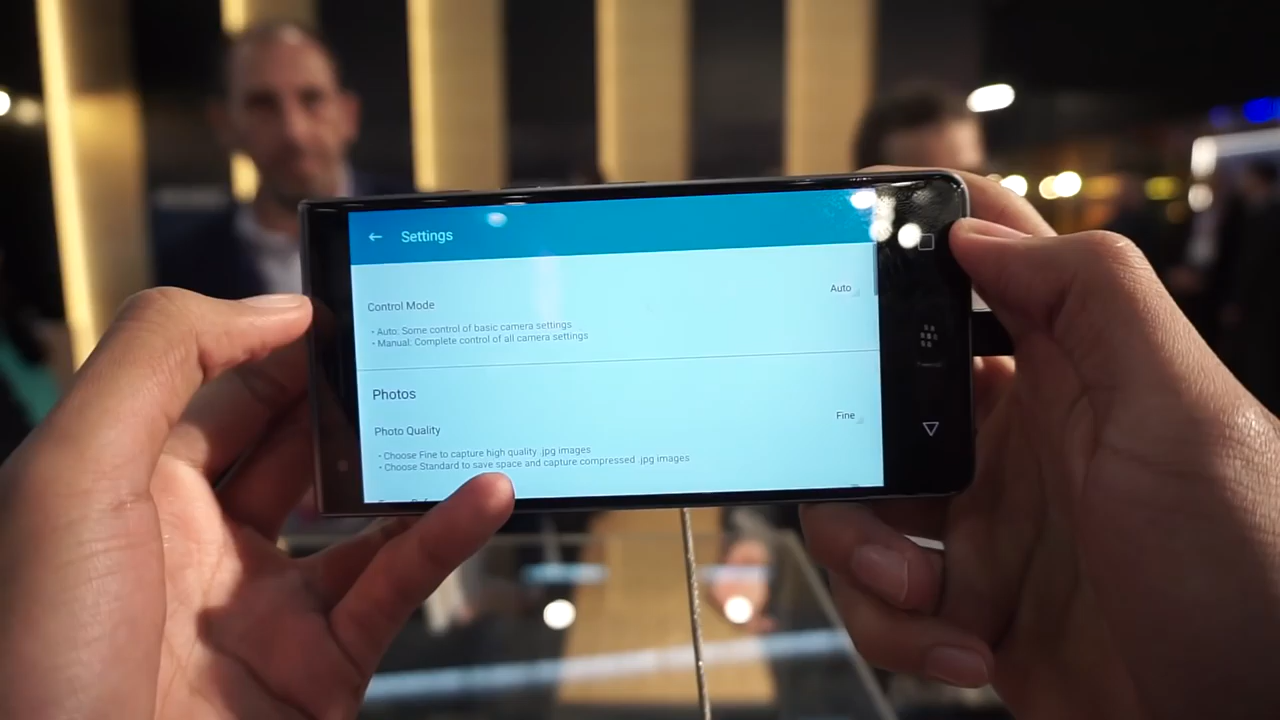 Settings
Control Mode
Auto
• Auto: Some control of basic camera settings
• Manual: Complete control of all camera settings
Photos
Photo Quality
Fine
• Choose Fine to capture high quality .jpg images
• Choose Standard to save space and capture compressed .jpg images